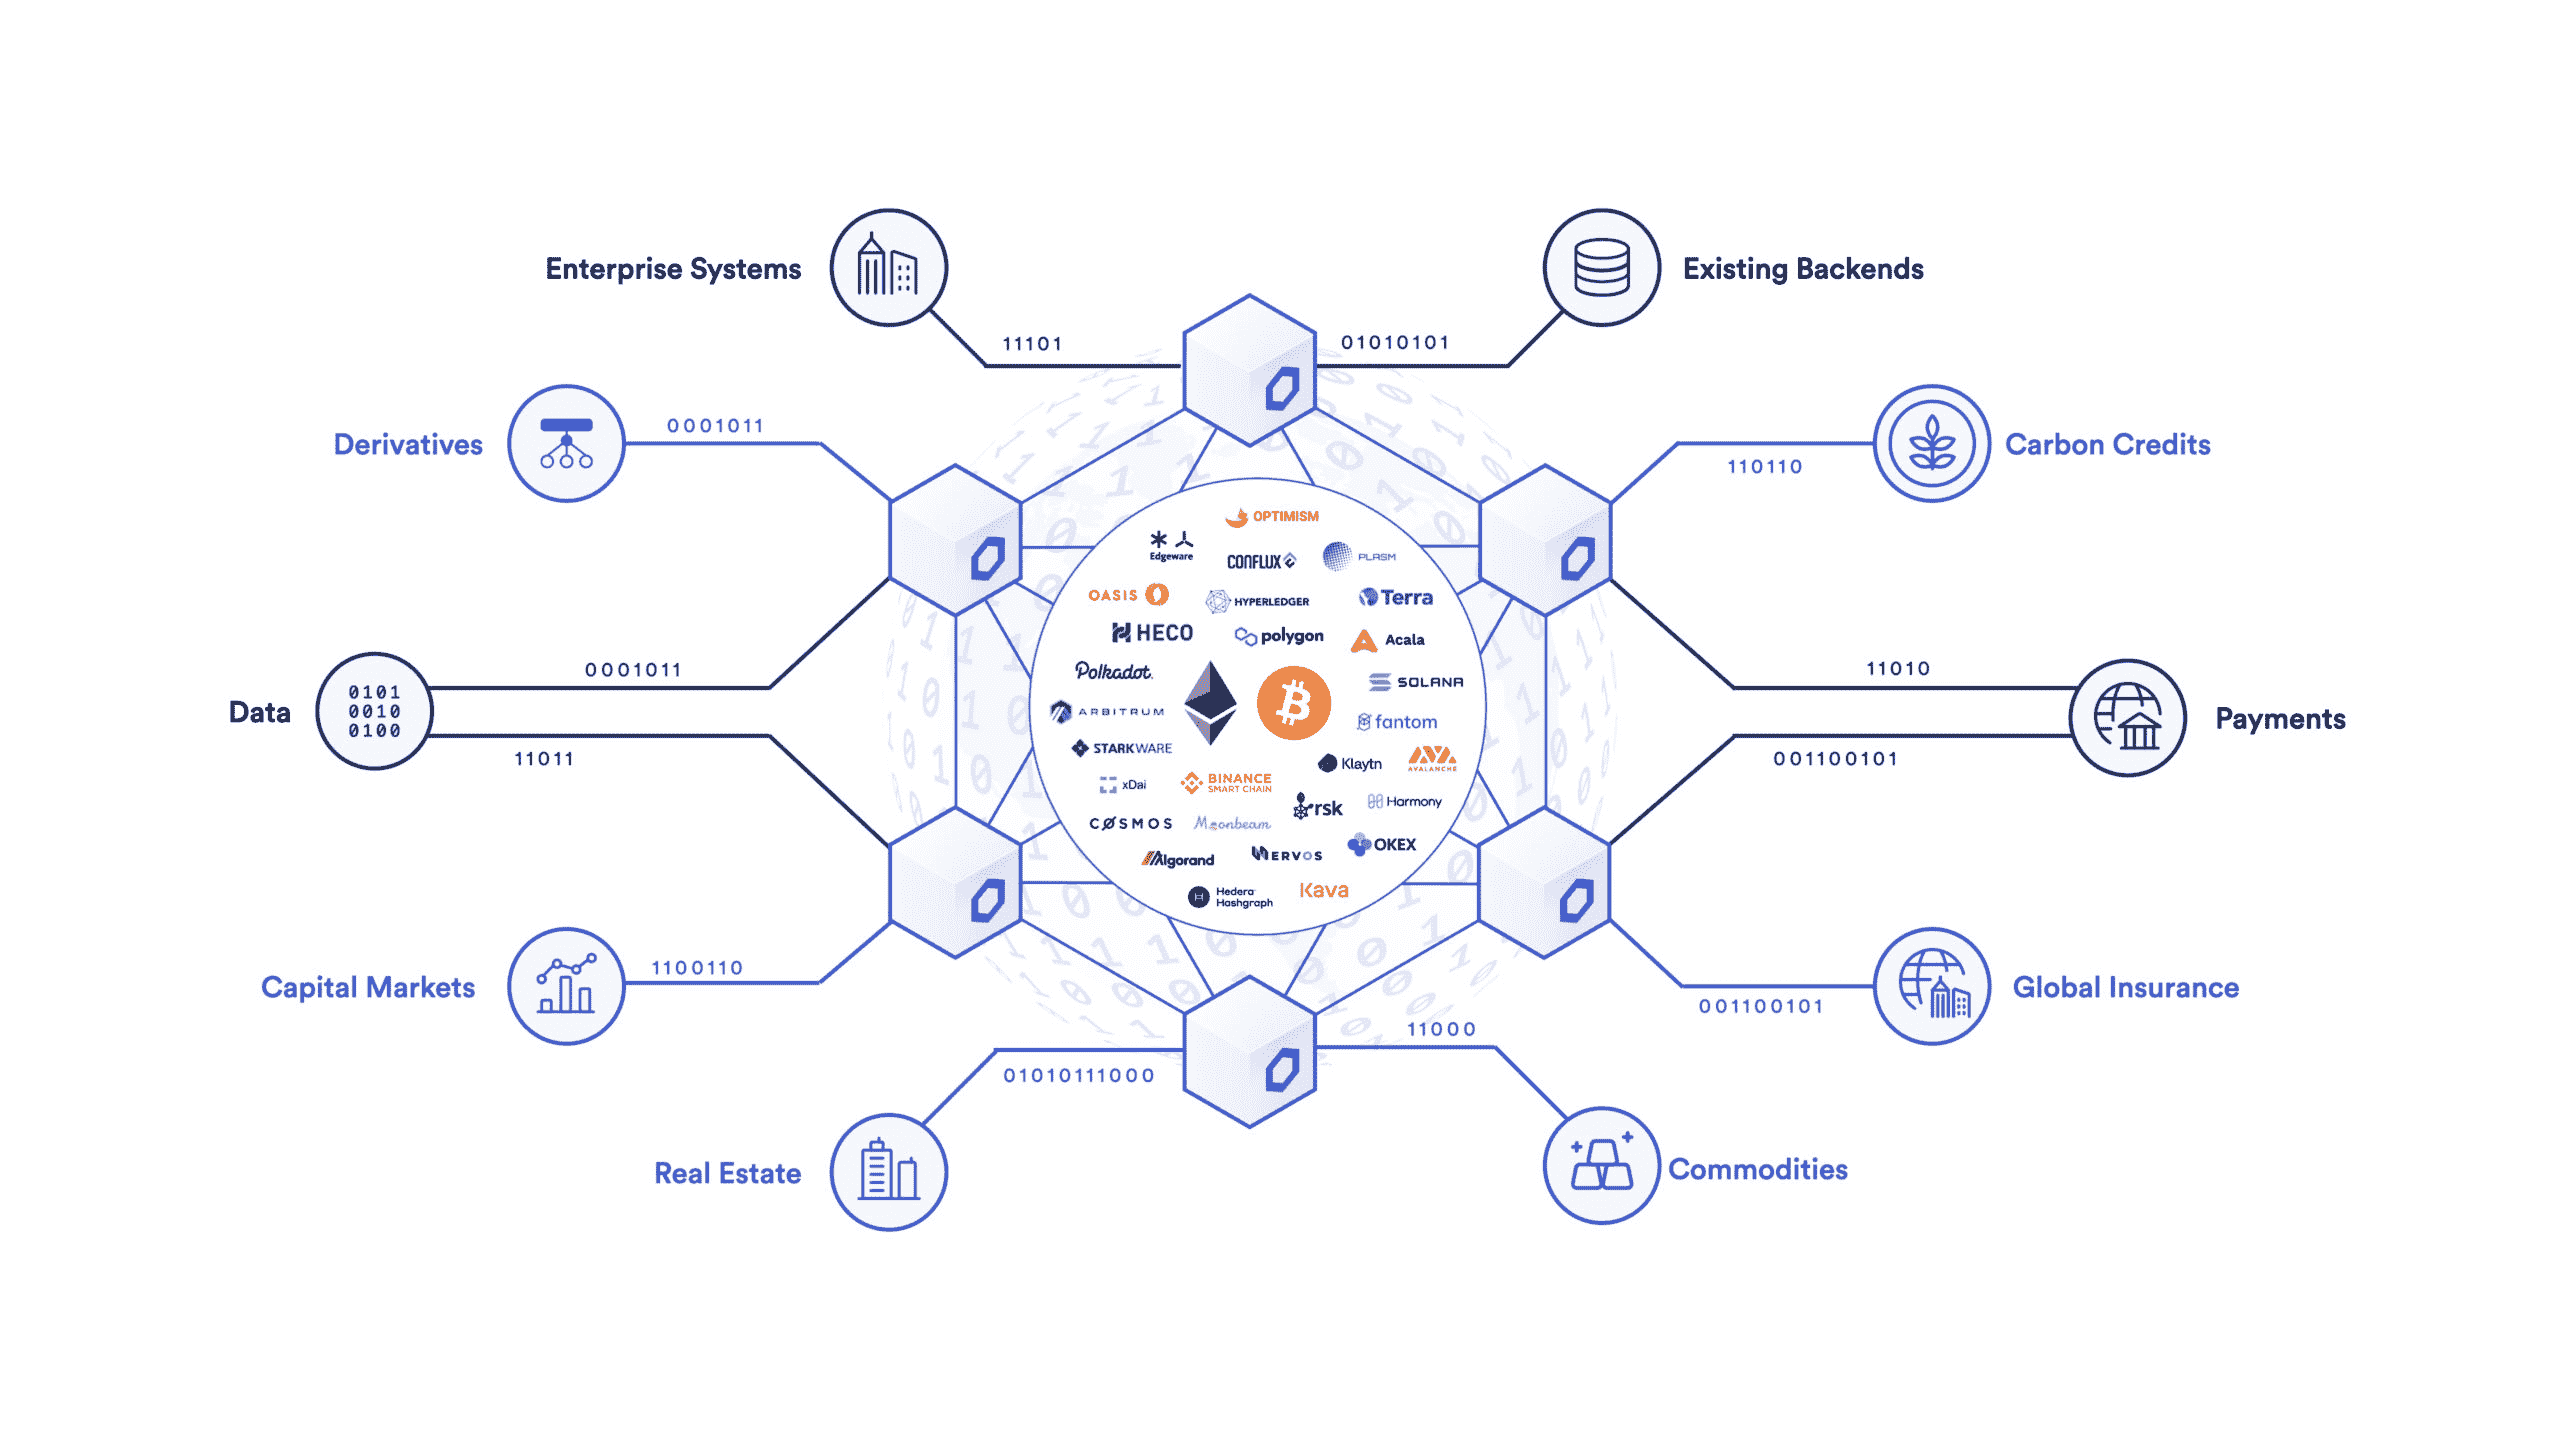 Enterprise Systems
Existing Backends
11101
01010101
Derivatives
0001011
Carbon Credits
110110
OPTIMISM
Edgeware
CONFLUX
PLASM
OASIS
HYPERLEDGER
Terra
HECO
polygon
Acala
Polkadot.
SOLANA
ARBITRUM
fantom
STARKWARE
Klaytn
AVALANCHE
xDai
BINANCE
SMART CHAIN
rsk
Harmony
COSMOS
Moonbeam
Algorand
NERVOS
OKEX
Hedera
Hashgraph
Kava
0001011
11010
Data
0101
0010
0100
Payments
11011
001100101
Capital Markets
1100110
Global Insurance
001100101
11000
01010111000
Real Estate
Commodities